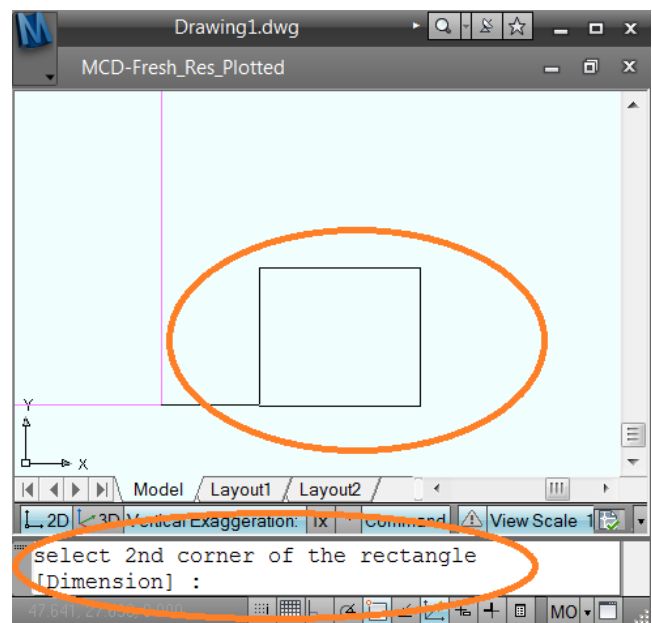 Drawing1.dwg
MCD-Fresh_Res_Plotted
Y
X
Model Layout1 Layout2
2D 3D Vertical Exaggeration: 1x Command View Scale 1
select 2nd corner of the rectangle
[Dimension] :
MO